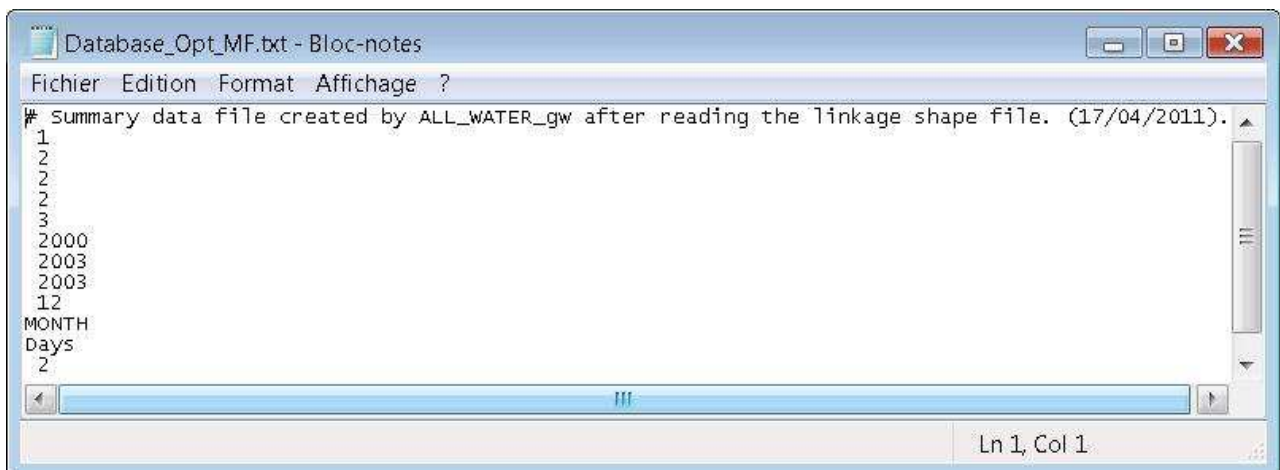 Database_Opt_MF.txt - Bloc-notes
Fichier Edition Format Affichage ?
# Summary data file created by ALL_WATER_gw after reading the linkage shape file. (17/04/2011).
1
2
2
2
3
2000
2003
2003
12
MONTH
Days
2
Ln 1, Col 1